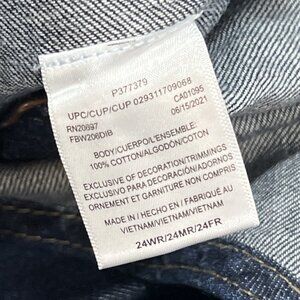 P377379
UPC/CUP/CUP 029311709068
RN20697 CA01095
FBW206DIB 06/15/2021
BODY/CUERPO/L'ENSEMBLE:
100% COTTON/ALGODÓN/COTON
EXCLUSIVE OF DECORATION/TRIMMINGS
EXCLUSIVO PARA DECORACIÓN/ADORNOS
ORNEMENT ET GARNITURE NON COMPRIS
MADE IN / HECHO EN / FABRIQUÉ AU
VIETNAM/VIETNAM/VIETNAM
24WR/24MR/24FR